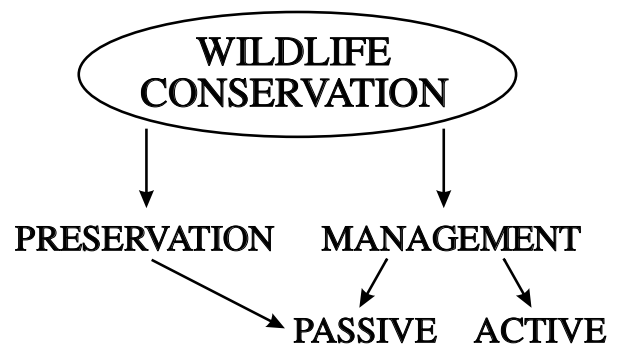 WILDLIFE
CONSERVATION
PRESERVATION
MANAGEMENT
PASSIVE
ACTIVE